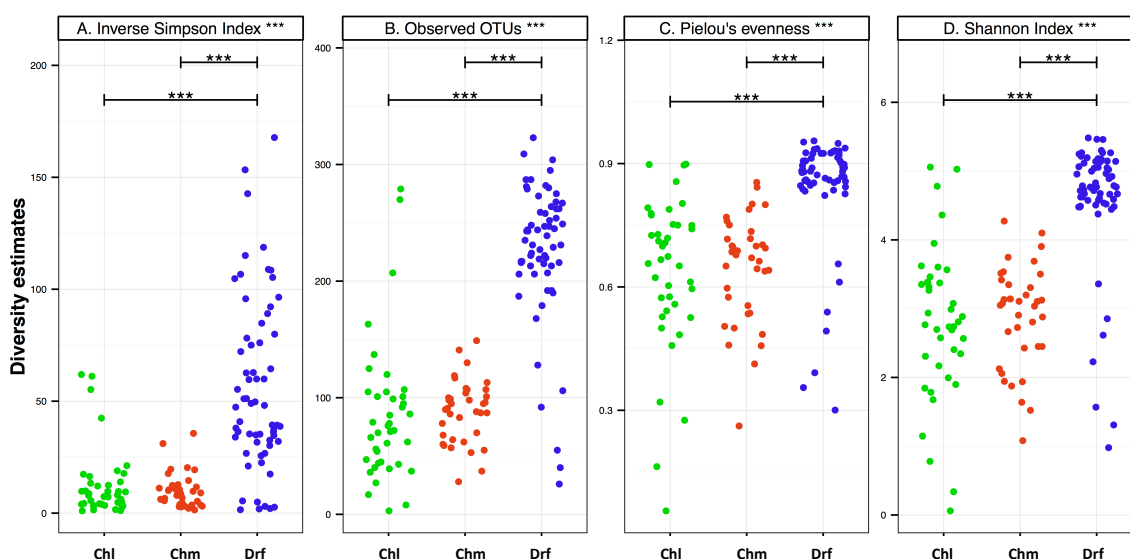 A. Inverse Simpson Index ***
B. Observed OTUs ***
C. Pielou's evenness ***
D. Shannon Index ***
Diversity estimates
200
150
100
50
0
***
***
Chl Chm Drf
400
300
200
100
0
***
***
Chl Chm Drf
1.2
0.9
0.6
0.3
***
***
Chl Chm Drf
6
4
2
0
***
***
Chl Chm Drf